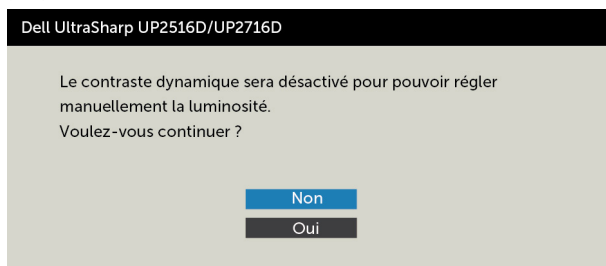 Dell UltraSharp UP2516D/UP2716D
Le contraste dynamique sera désactivé pour pouvoir régler
manuellement la luminosité.
Voulez-vous continuer ?
Non
Oui